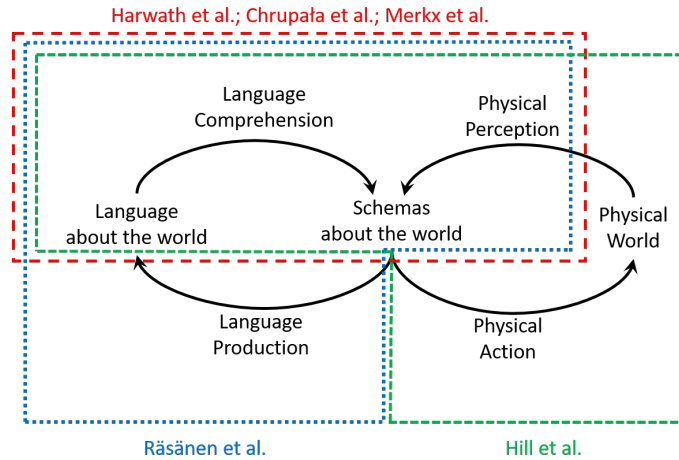 Harwath et al.; Chrupała et al.; Merkx et al.
Language
Comprehension
Physical
Perception
Language
about the world
Schemas
about the world
Physical
World
Language
Production
Physical
Action
Räsänen et al.
Hill et al.